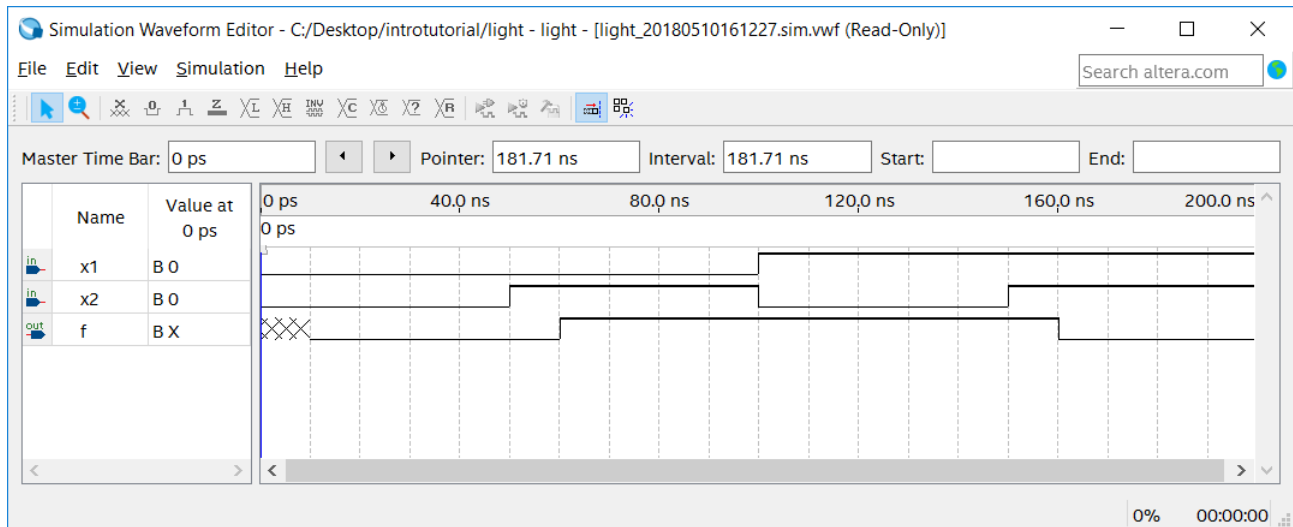 Simulation Waveform Editor - C:/Desktop/introtutorial/light - light - [light_20180510161227.sim.vwf (Read-Only)]
File Edit View Simulation Help
Search altera.com
Master Time Bar: 0 ps Pointer: 181.71 ns Interval: 181.71 ns Start: End:
Name Value at 0 ps
0 ps 40.0 ns 80.0 ns 120.0 ns 160.0 ns 200.0 ns
0 ps
in x1 B 0
in x2 B 0
out f B X
0% 00:00:00